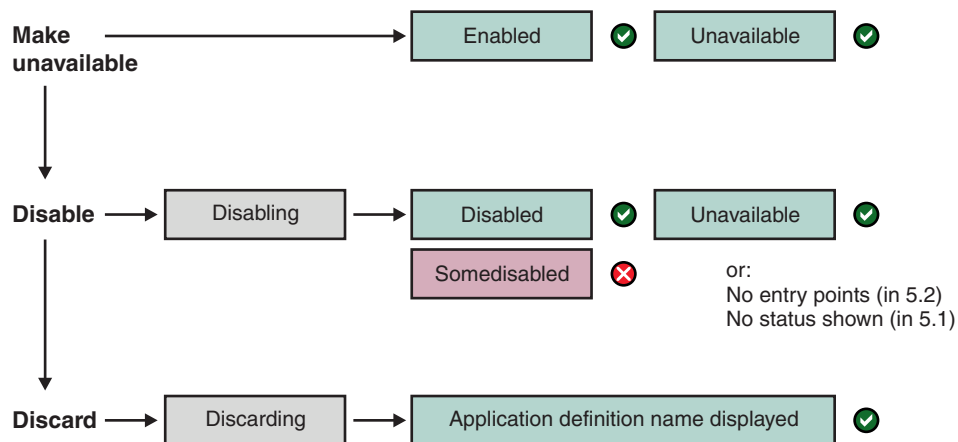 Make
unavailable
Enabled
Unavailable
Disable
Disabling
Disabled
Unavailable
Somedisabled
or:
No entry points (in 5.2)
No status shown (in 5.1)
Discard
Discarding
Application definition name displayed